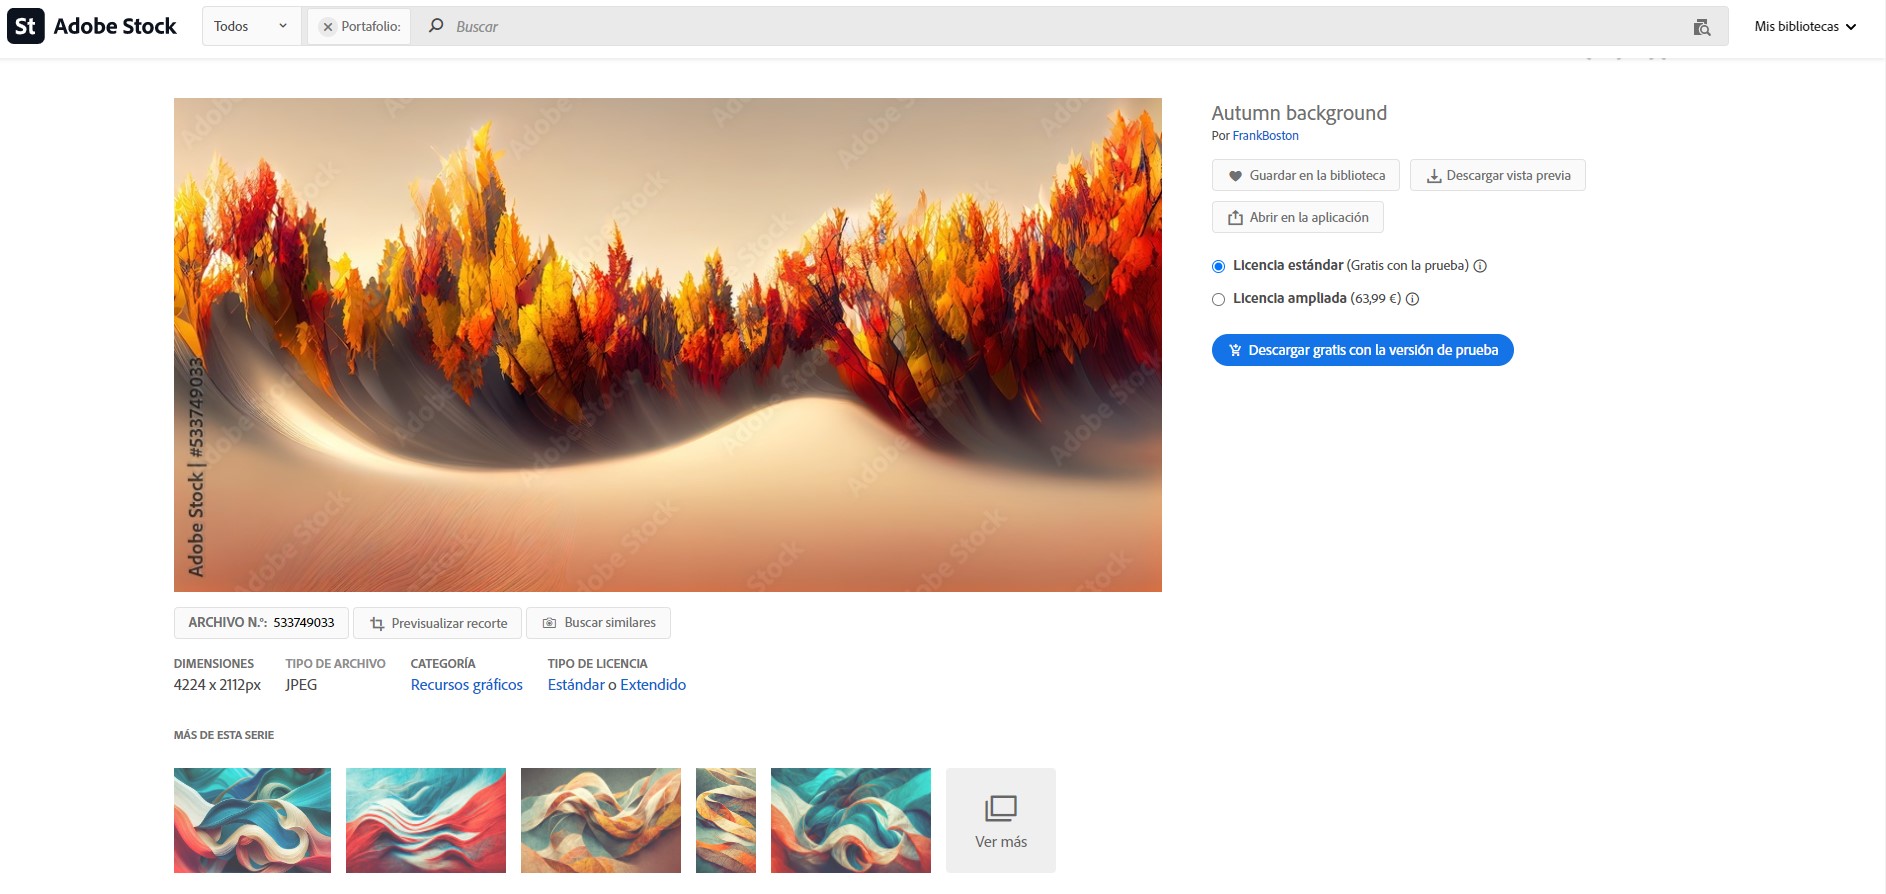 St Adobe Stock
Todos
Portafolio:
Buscar
Mis bibliotecas
Autumn background
Por FrankBoston
Guardar en la biblioteca
Descargar vista previa
Abrir en la aplicación
Licencia estándar (Gratis con la prueba)
Licencia ampliada (63,99 €)
Descargar gratis con la versión de prueba
Adobe Stock | #533749033
ARCHIVO N.º: 533749033
Previsualizar recorte
Buscar similares
DIMENSIONES
4224 x 2112px
TIPO DE ARCHIVO
JPEG
CATEGORÍA
Recursos gráficos
TIPO DE LICENCIA
Estándar o Extendido
MÁS DE ESTA SERIE
Ver más